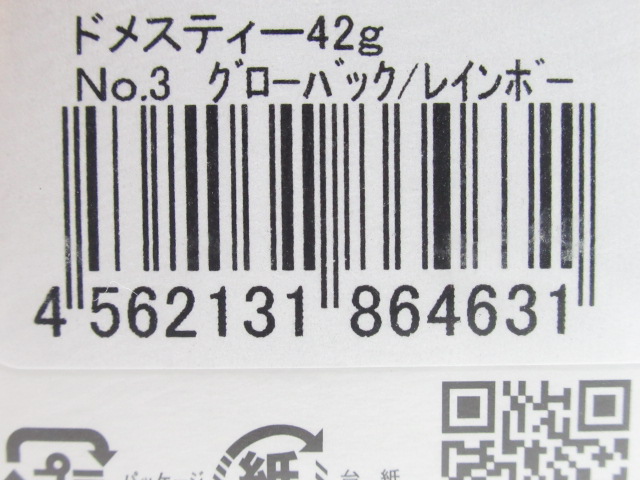 ドメスティー42g
No.3 グローバック/レインボー
4 562131 864631
パッケージ
紙
台 紙